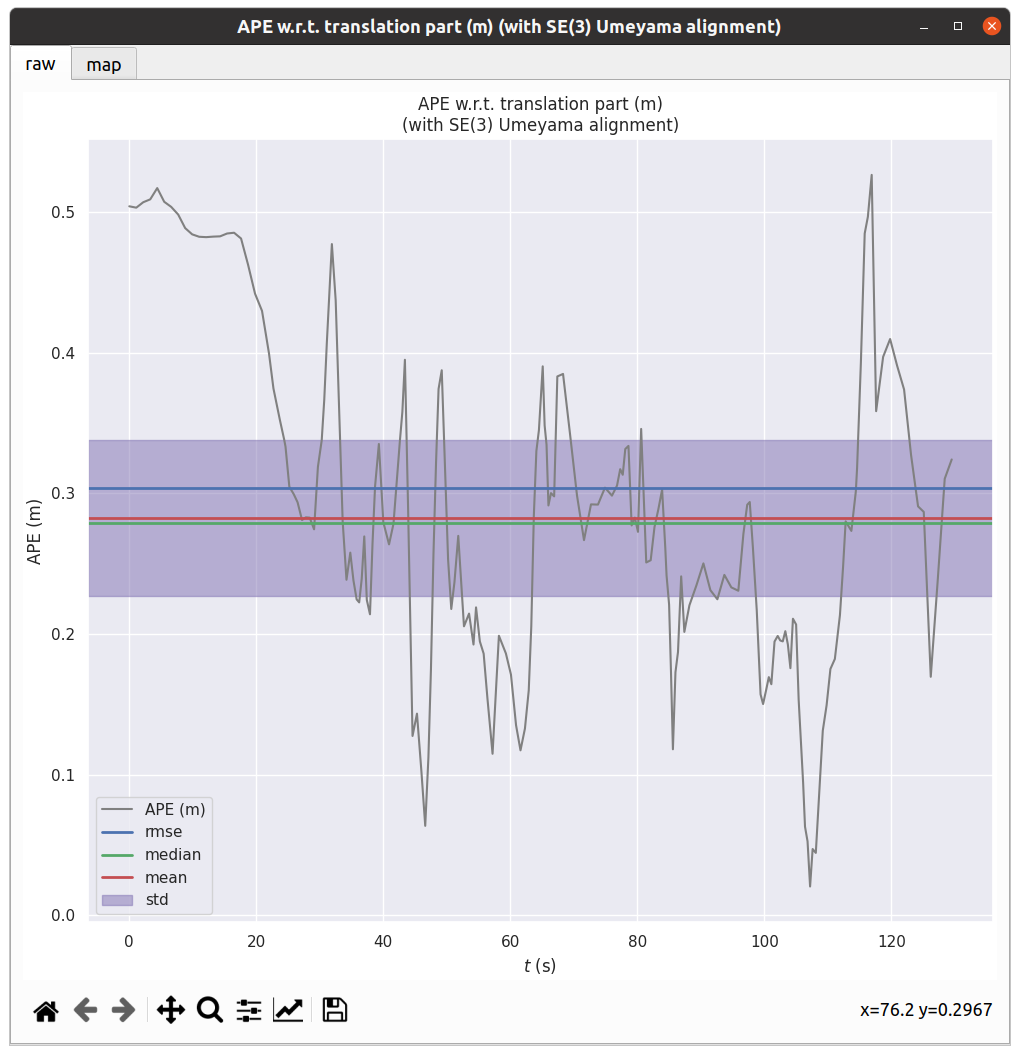 APE w.r.t. translation part (m) (with SE(3) Umeyama alignment)
raw
map
APE w.r.t. translation part (m)
(with SE(3) Umeyama alignment)
0.5
0.4
0.3
0.2
0.1
0.0
APE (m)
APE (m)
rmse
median
mean
std
0
20
40
60
80
100
120
t (s)
x=76.2 y=0.2967